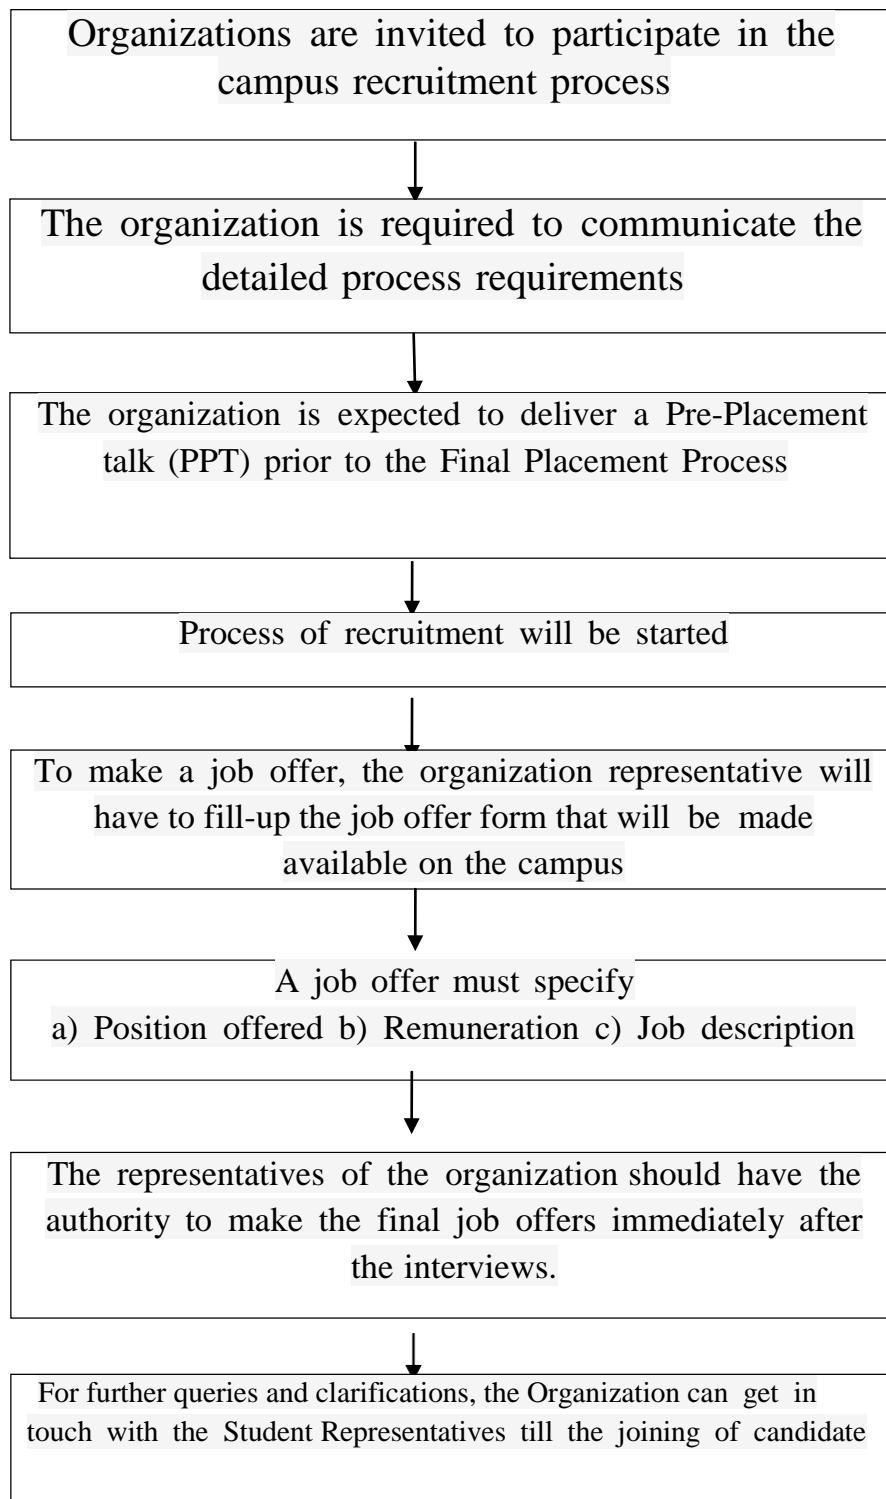 Organizations are invited to participate in the
campus recruitment process
The organization is required to communicate the
detailed process requirements
The organization is expected to deliver a Pre-Placement
talk (PPT) prior to the Final Placement Process
Process of recruitment will be started
To make a job offer, the organization representative will
have to fill-up the job offer form that will be made
available on the campus
A job offer must specify
a) Position offered b) Remuneration c) Job description
The representatives of the organization should have the
authority to make the final job offers immediately after
the interviews.
For further queries and clarifications, the Organization can get in
touch with the Student Representatives till the joining of candidate